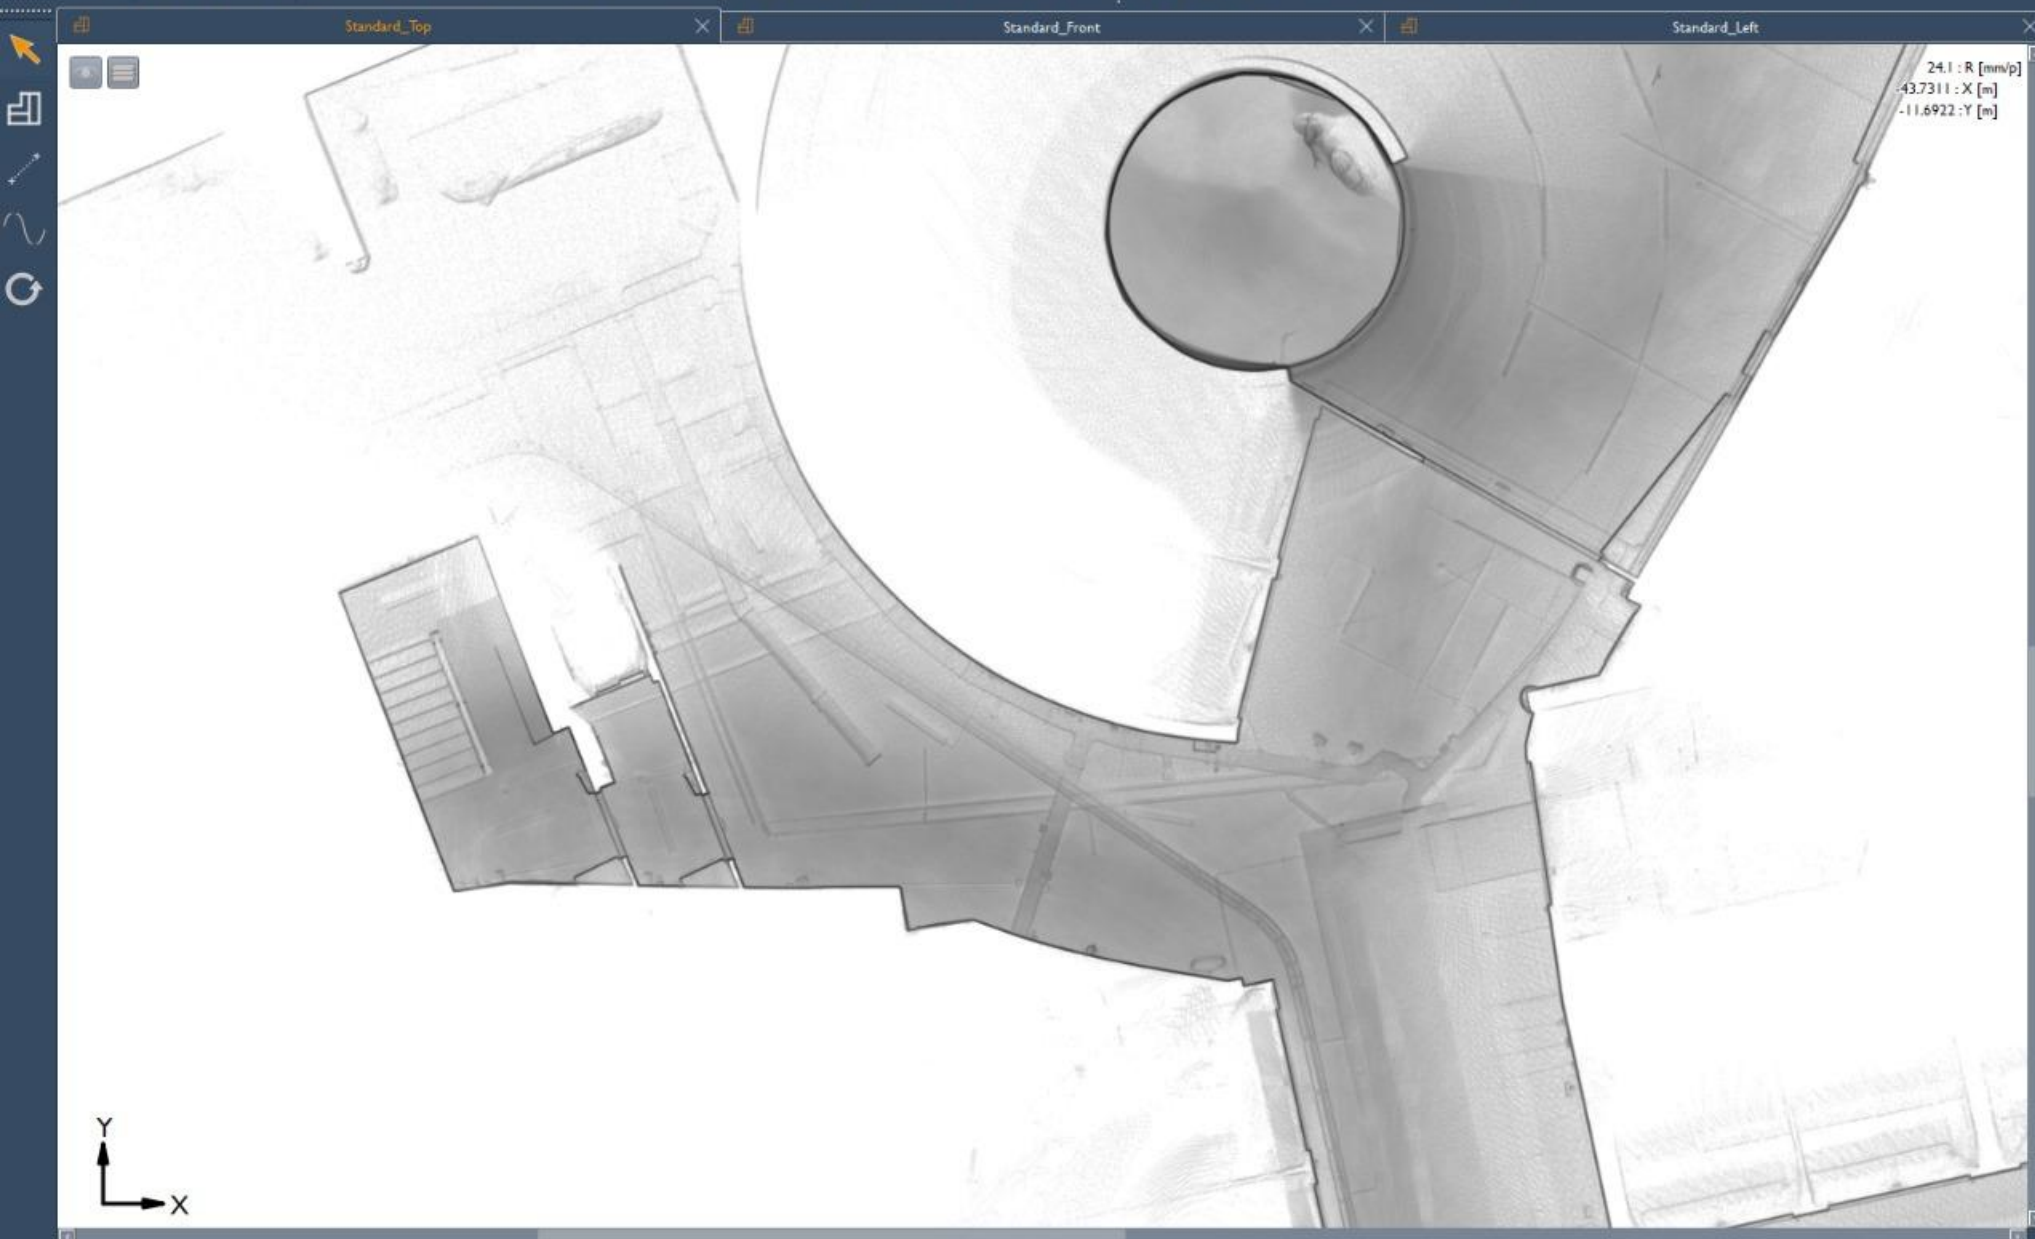 Standard_Top
Standard_Front
Standard_Left
24.1 : R [mm/p]
-43.7311 : X [m]
-11.6922 : Y [m]
Y
X